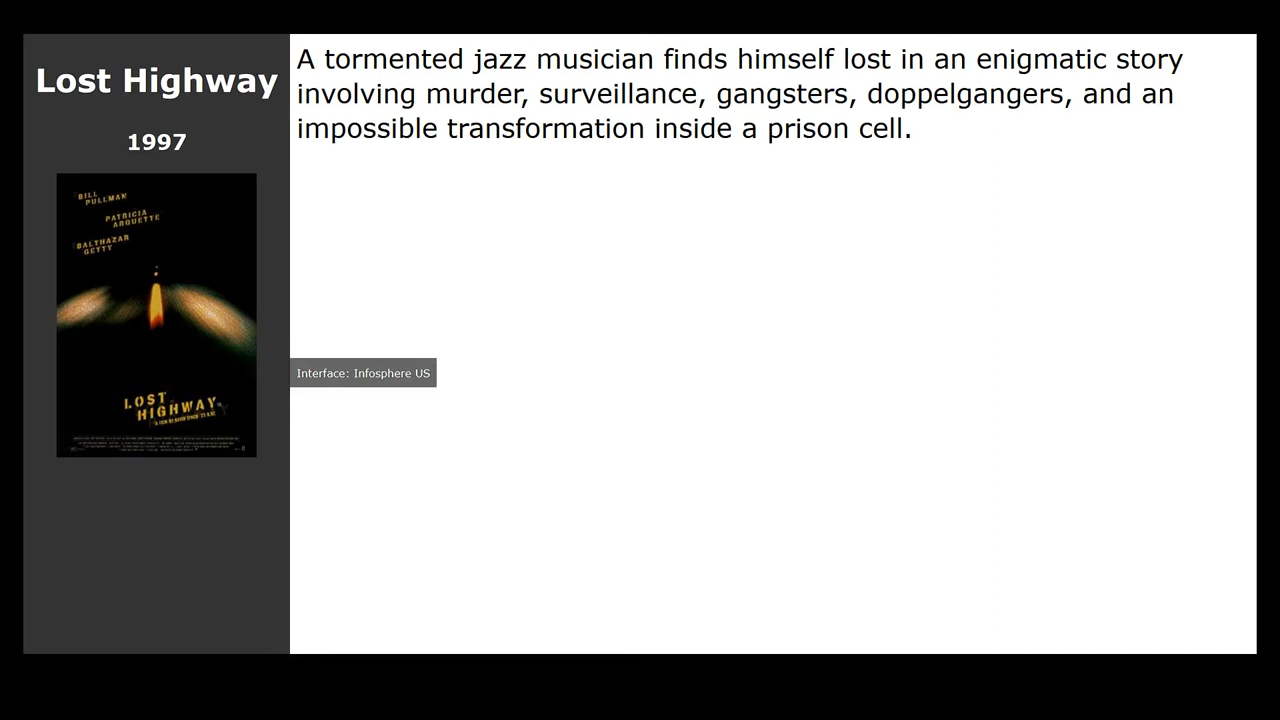 Lost Highway
1997
A tormented jazz musician finds himself lost in an enigmatic story
involving murder, surveillance, gangsters, doppelgangers, and an
impossible transformation inside a prison cell.
BILL
PULLMAN
PATRICIA
ARQUETTE
BALTHAZAR
GETTY
LOST
HIGHWAY
Interface: Infosphere US